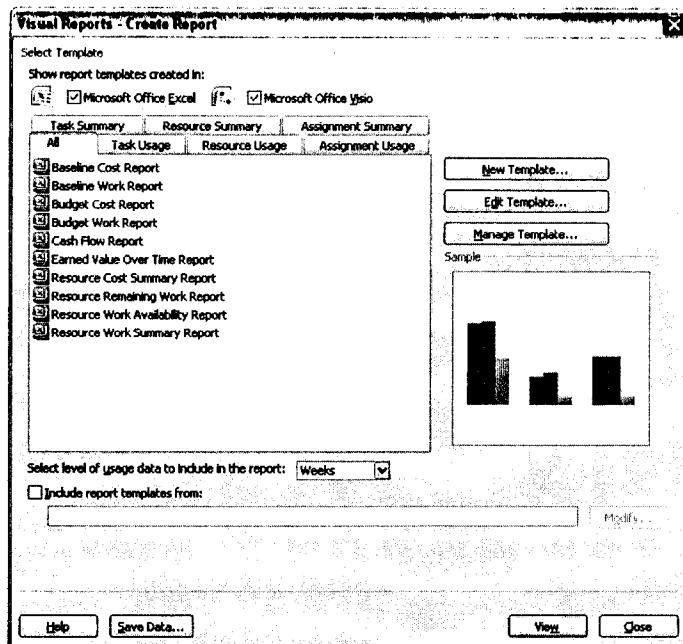 Visual Reports - Create Report
Select Template
Show report templates created in:
Microsoft Office Excel
Microsoft Office Visio
Task Summary
Resource Summary
Assignment Summary
All
Task Usage
Resource Usage
Assignment Usage
Baseline Cost Report
Baseline Work Report
Budget Cost Report
Budget Work Report
Cash Flow Report
Earned Value Over Time Report
Resource Cost Summary Report
Resource Remaining Work Report
Resource Work Availability Report
Resource Work Summary Report
New Template...
Edit Template...
Manage Template...
Sample
Select level of usage data to include in the report:
Weeks
Include report templates from:
Modify...
Help
Save Data...
View
Close